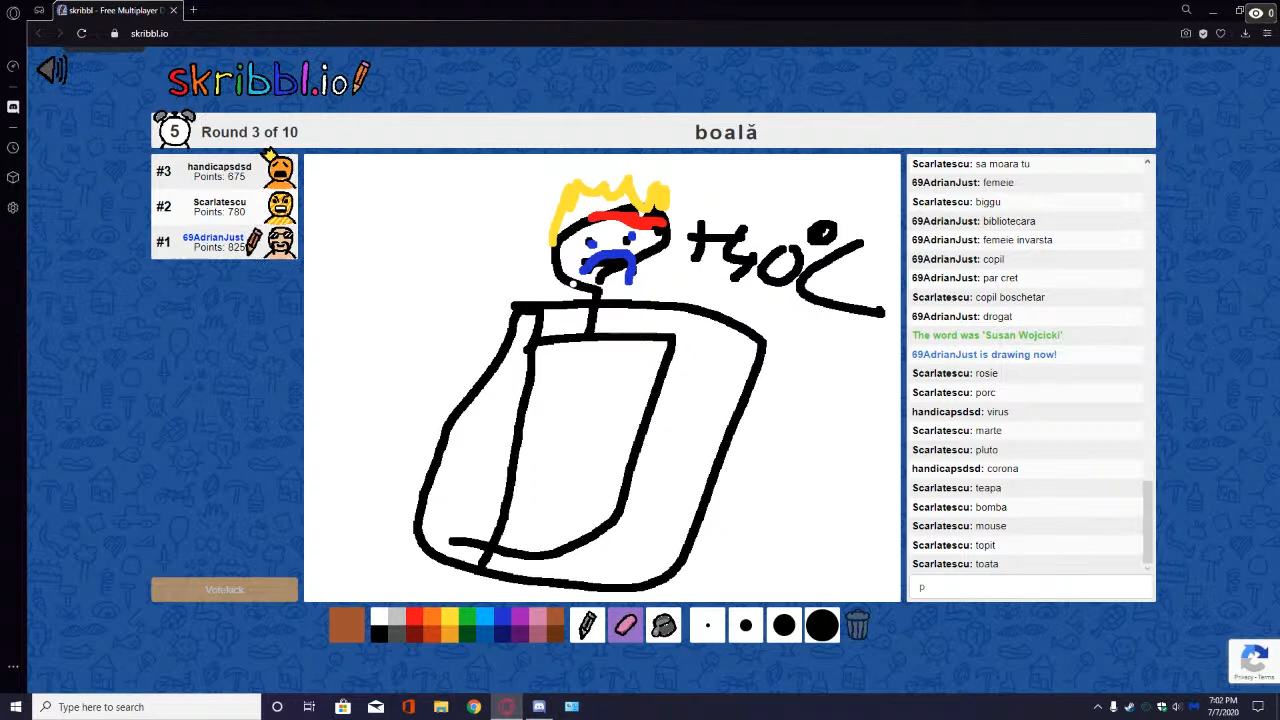 skribbl - Free Multiplayer D
0
skribbl.io
skribbl.io
5
Round 3 of 10
boală
#3
handicapsdsd
Points: 675
#2
Scarlatescu
Points: 780
#1
69AdrianJust
Points: 825
+40°C
Scarlatescu: sa moara tu
69AdrianJust: femeie
Scarlatescu: biggu
69AdrianJust: bibliotecara
69AdrianJust: femeie invarsta
69AdrianJust: copil
69AdrianJust: par cret
Scarlatescu: copil boschetar
69AdrianJust: drogat
The word was 'Susan Wojcicki'
69AdrianJust is drawing now!
Scarlatescu: rosie
Scarlatescu: porc
handicapsdsd: virus
Scarlatescu: marte
Scarlatescu: pluto
handicapsdsd: corona
Scarlatescu: teapa
Scarlatescu: bomba
Scarlatescu: mouse
Scarlatescu: topit
Scarlatescu: toata
p
Votekick
Privacy - Terms
Type here to search
7:02 PM
7/7/2020